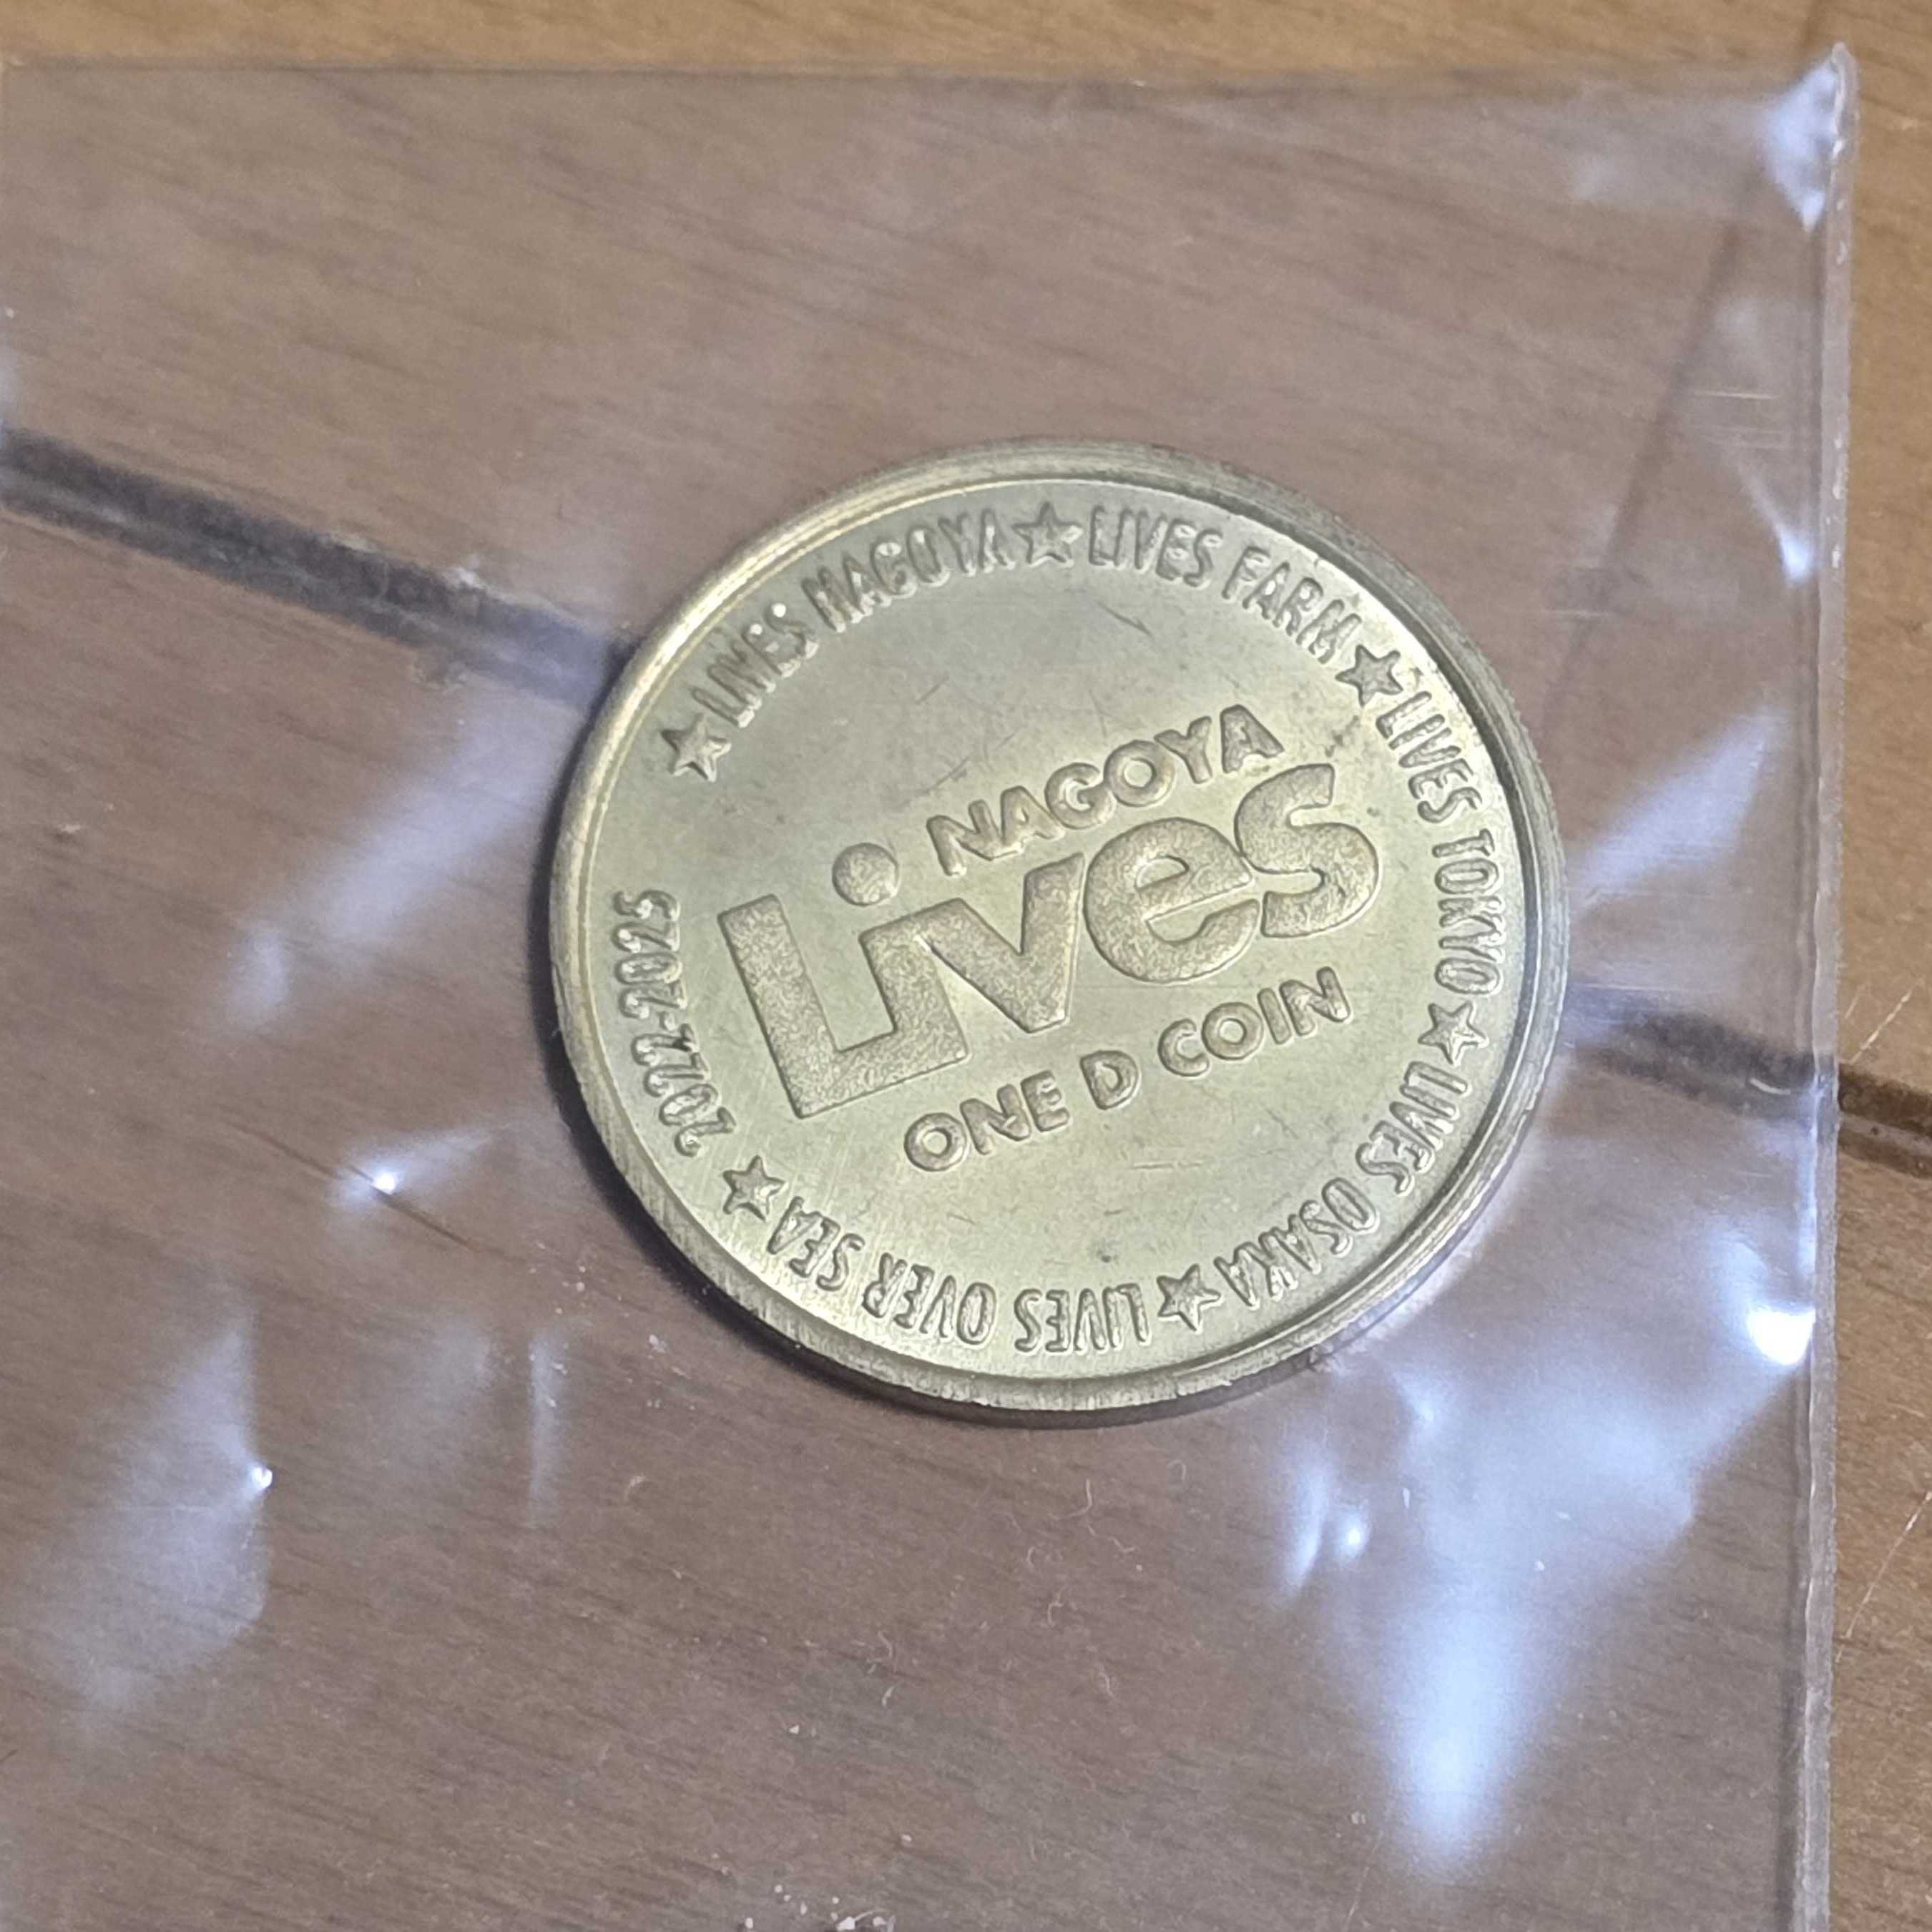 ★ LIVES NAGOYA ★ LIVES FARM ★ LIVES TOKYO ★ LIVES OSAKA ★ LIVES OVER SEA ★ 2022-2025
NAGOYA
Lives
ONE D COIN